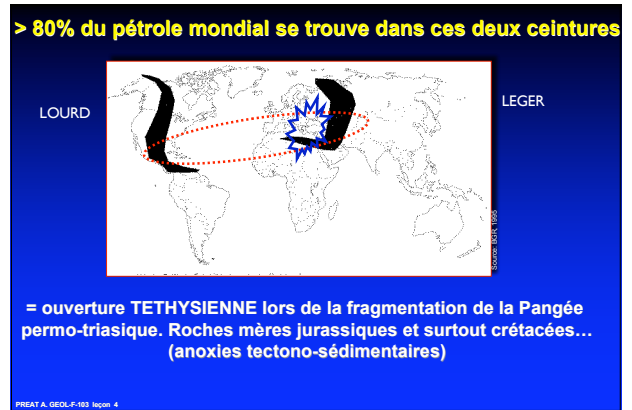 > 80% du pétrole mondial se trouve dans ces deux ceintures
LOURD
LEGER
Source: BGR, 1995
= ouverture TETHYSIENNE lors de la fragmentation de la Pangée
permo-triasique. Roches mères jurassiques et surtout crétacées…
(anoxies tectono-sédimentaires)
PREAT A. GEOL-F-103 leçon 4